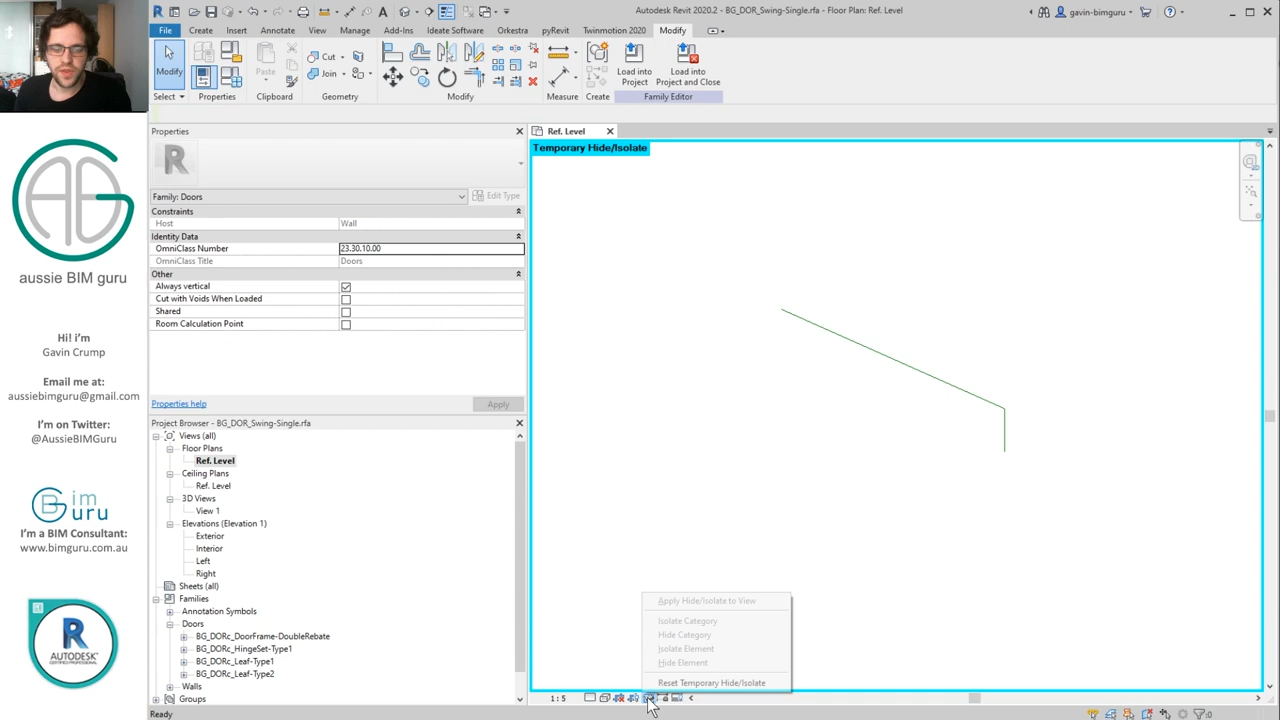 Autodesk Revit 2020.2 - BG_DOR_Swing-Single.rfa - Floor Plan: Ref. Level
gavin-bimguru
File
Create
Insert
Annotate
View
Manage
Add-Ins
Ideate Software
Orkestra
pyRevit
Twinmotion 2020
Modify
Modify
Paste
Cut
Join
Load into
Project
Load into
Project and Close
Select
Properties
Clipboard
Geometry
Modify
Measure
Create
Family Editor
Properties
Ref. Level
Temporary Hide/Isolate
Family: Doors
Edit Type
Constraints
Host
Wall
Identity Data
OmniClass Number
23.30.10.00
OmniClass Title
Doors
Other
Always vertical
Cut with Voids When Loaded
Shared
Room Calculation Point
Properties help
Apply
Project Browser - BG_DOR_Swing-Single.rfa
Views (all)
Floor Plans
Ref. Level
Ceiling Plans
Ref. Level
3D Views
View 1
Elevations (Elevation 1)
Exterior
Interior
Left
Right
Sheets (all)
Families
Annotation Symbols
Doors
BG_DORc_DoorFrame-DoubleRebate
BG_DORc_HingeSet-Type1
BG_DORc_Leaf-Type1
BG_DORc_Leaf-Type2
Walls
Groups
Apply Hide/Isolate to View
Isolate Category
Hide Category
Isolate Element
Hide Element
Reset Temporary Hide/Isolate
1 : 5
Ready
:0
aussie BIM guru
Hi! i'm
Gavin Crump
Email me at:
aussiebimguru@gmail.com
I'm on Twitter:
@AussieBIMGuru
Bim
Guru
I'm a BIM Consultant:
www.bimguru.com.au
R
AUTODESK